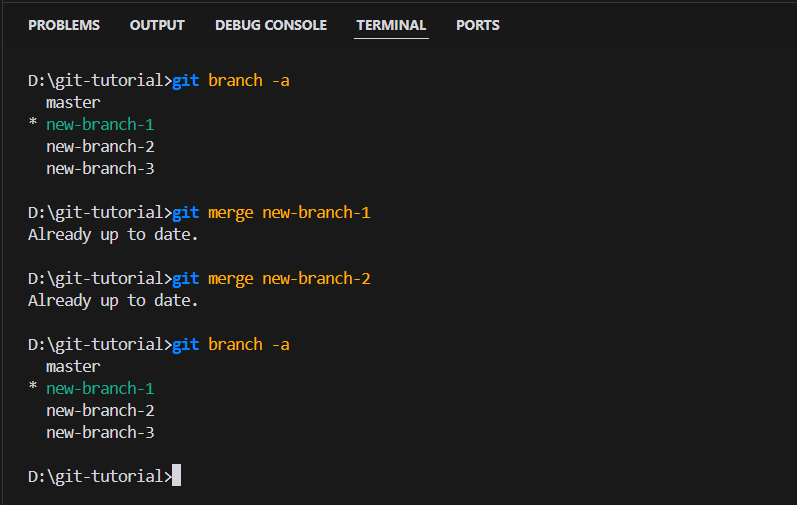 PROBLEMS OUTPUT DEBUG CONSOLE TERMINAL PORTS
D:\git-tutorial>git branch -a
master
* new-branch-1
new-branch-2
new-branch-3
D:\git-tutorial>git merge new-branch-1
Already up to date.
D:\git-tutorial>git merge new-branch-2
Already up to date.
D:\git-tutorial>git branch -a
master
* new-branch-1
new-branch-2
new-branch-3
D:\git-tutorial>